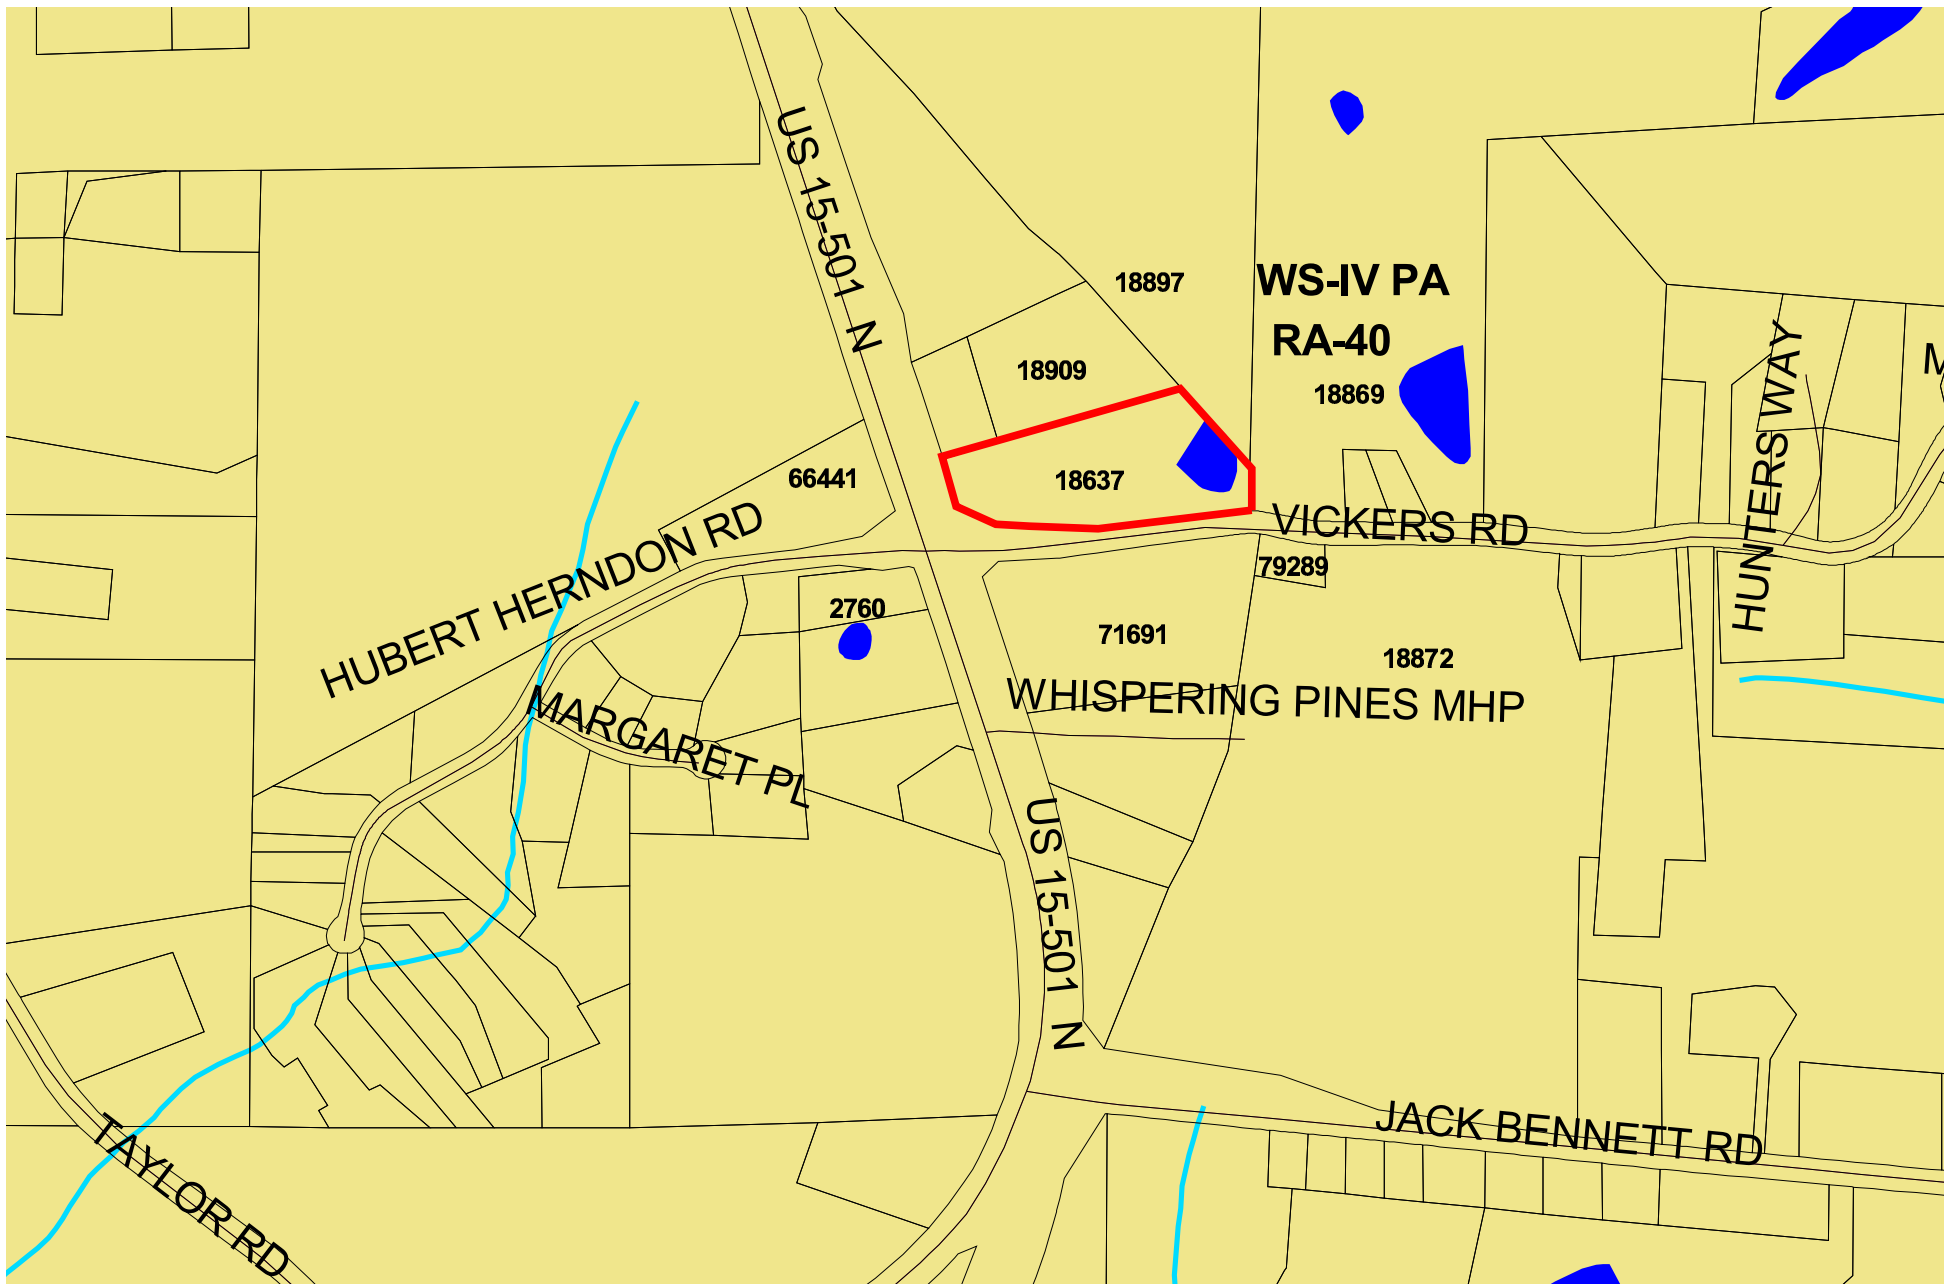 US 15-501 N
18897
WS-IV PA
RA-40
18909
18869
M
HUNTERS WAY
66441
18637
VICKERS RD
HUBERT HERNDON RD
79289
2760
71691
18872
WHISPERING PINES MHP
MARGARET PL
US 15-501 N
JACK BENNETT RD
TAYLOR RD